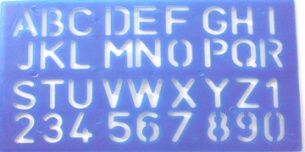 ABC DEF GHI
JKL MNO PQR
STU VWX YZ1
234 567 890